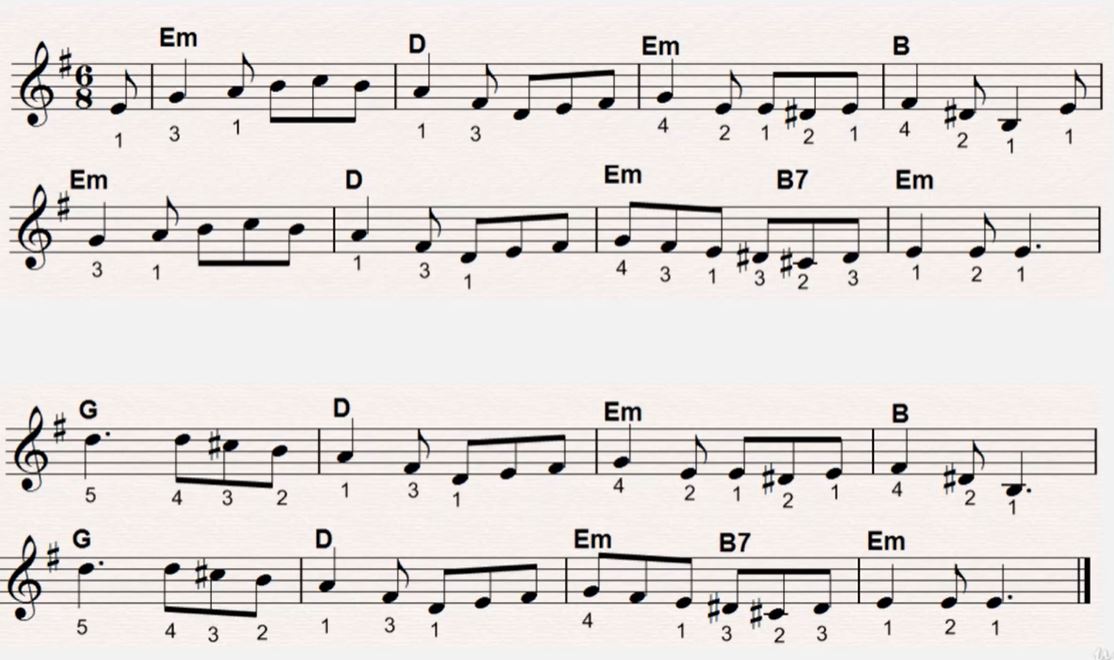 Em D Em B
6
8
1 3 1 1 3 4 2 1 2 1 4 2 1 1
Em D Em B7 Em
3 1 1 3 1 4 3 1 3 2 3 1 2 1
G D Em B
5 4 3 2 1 3 1 4 2 1 2 1 4 2 1
G D Em B7 Em
5 4 3 2 1 3 1 4 1 3 2 3 1 2 1